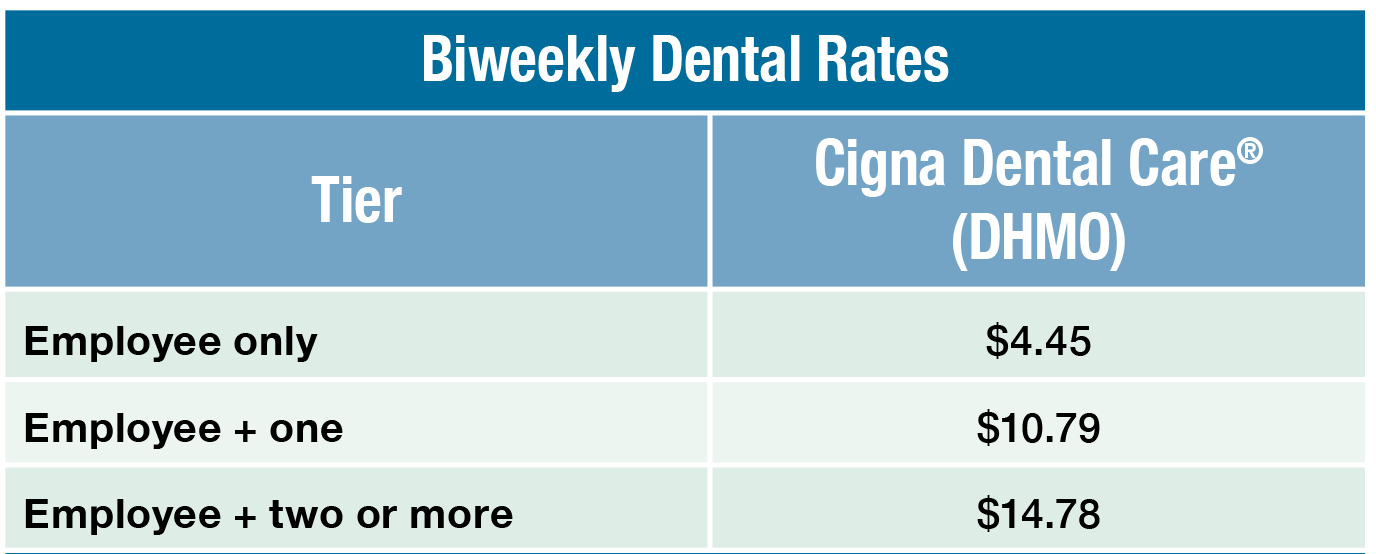 Biweekly Dental Rates
Tier
Cigna Dental Care®
(DHMO)
Employee only
$4.45
Employee + one
$10.79
Employee + two or more
$14.78